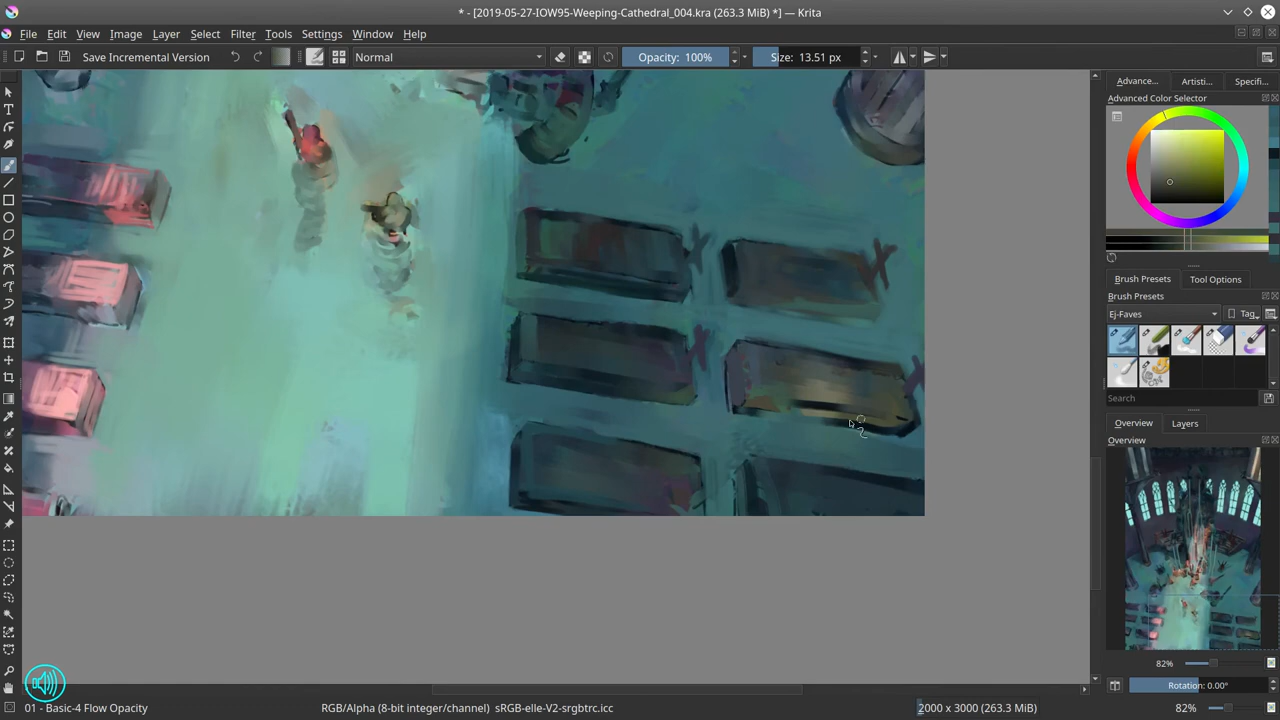 * - [2019-05-27-IOW95-Weeping-Cathedral_004.kra (263.3 MiB) *] — Krita
File Edit View Image Layer Select Filter Tools Settings Window Help
Save Incremental Version
Normal
Opacity: 100%
Size: 13.51 px
Advance...
Artisti...
Specifi...
Advanced Color Selector
Brush Presets
Tool Options
Brush Presets
Ej-Faves
Tag
Search
Overview
Layers
Overview
82%
Rotation: 0.00°
01 - Basic-4 Flow Opacity
RGB/Alpha (8-bit integer/channel) sRGB-elle-V2-srgbtrc.icc
2000 x 3000 (263.3 MiB)
82%